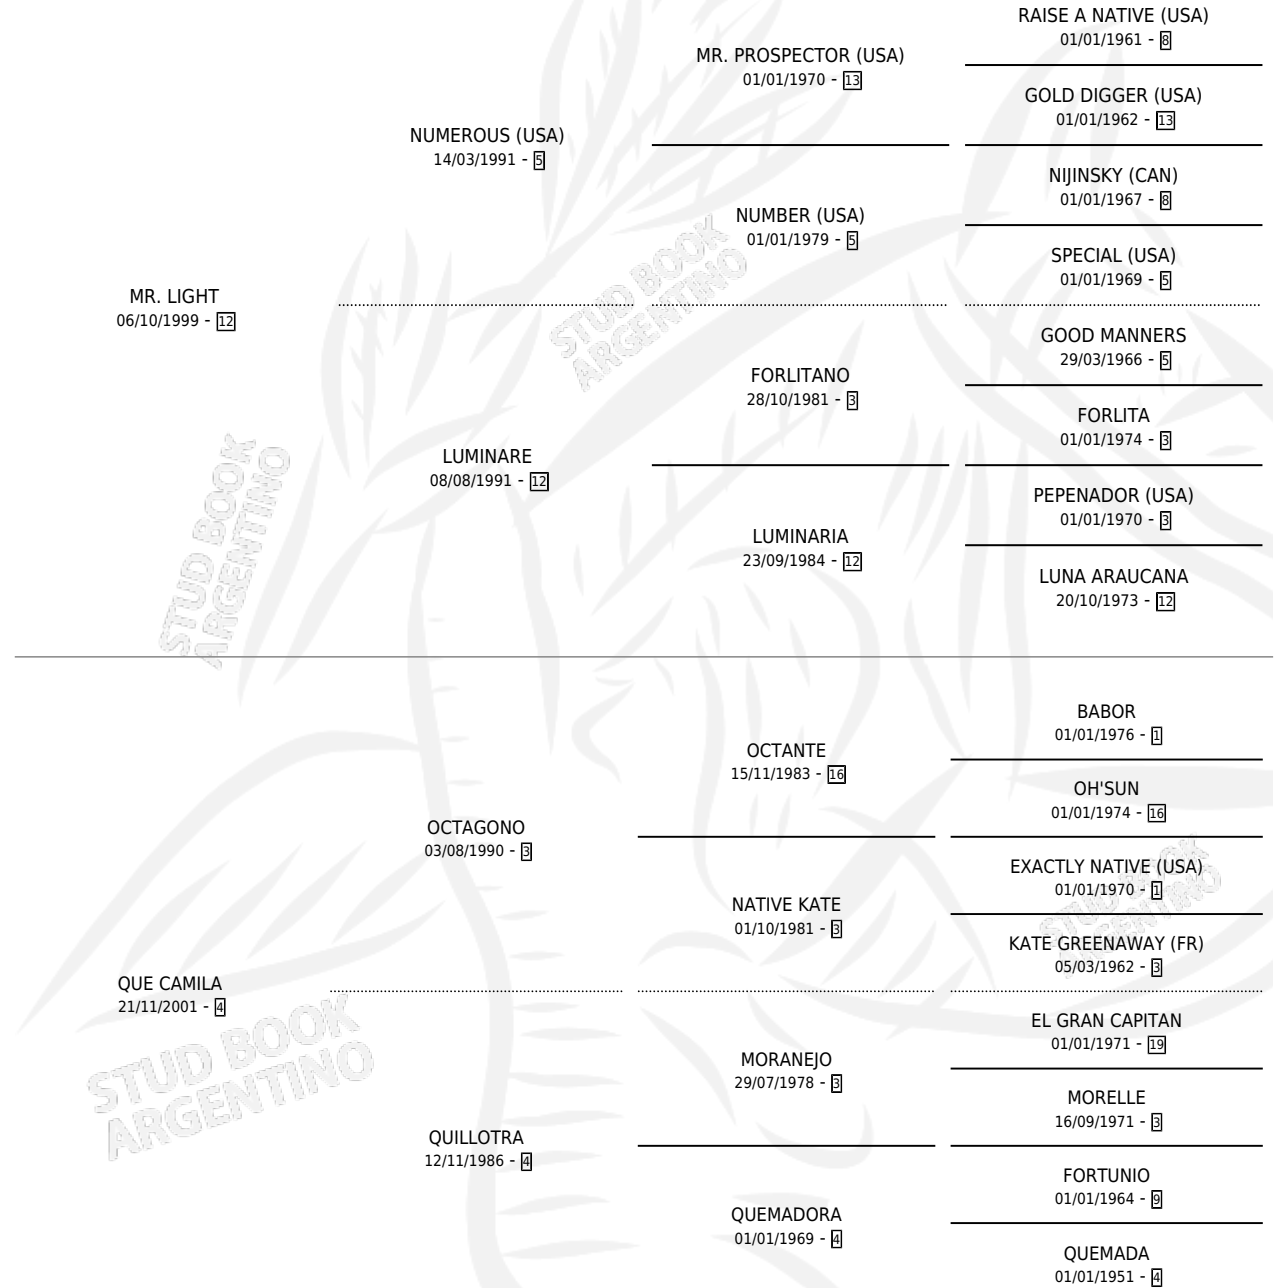 RAISE A NATIVE (USA)
01/01/1961 - 8
MR. PROSPECTOR (USA)
01/01/1970 - 13
GOLD DIGGER (USA)
01/01/1962 - 13
NUMEROUS (USA)
14/03/1991 - 5
NIJINSKY (CAN)
01/01/1967 - 8
NUMBER (USA)
01/01/1979 - 5
SPECIAL (USA)
01/01/1969 - 5
MR. LIGHT
06/10/1999 - 12
GOOD MANNERS
29/03/1966 - 5
FORLITANO
28/10/1981 - 3
FORLITA
01/01/1974 - 3
LUMINARE
08/08/1991 - 12
PEPENADOR (USA)
01/01/1970 - 3
LUMINARIA
23/09/1984 - 12
LUNA ARAUCANA
20/10/1973 - 12
BABOR
01/01/1976 - 1
OCTANTE
15/11/1983 - 16
OH'SUN
01/01/1974 - 16
OCTAGONO
03/08/1990 - 3
EXACTLY NATIVE (USA)
01/01/1970 - 1
NATIVE KATE
01/10/1981 - 3
KATE GREENAWAY (FR)
05/03/1962 - 3
QUE CAMILA
21/11/2001 - 4
EL GRAN CAPITAN
01/01/1971 - 19
MORANEJO
29/07/1978 - 3
MORELLE
16/09/1971 - 3
QUILLOTRA
12/11/1986 - 4
FORTUNIO
01/01/1964 - 9
QUEMADORA
01/01/1969 - 4
QUEMADA
01/01/1951 - 4
STUD BOOK
ARGENTINO
STUD BOOK
ARGENTINO
STUD BOOK
ARGENTINO
STUD BOOK
ARGENTINO